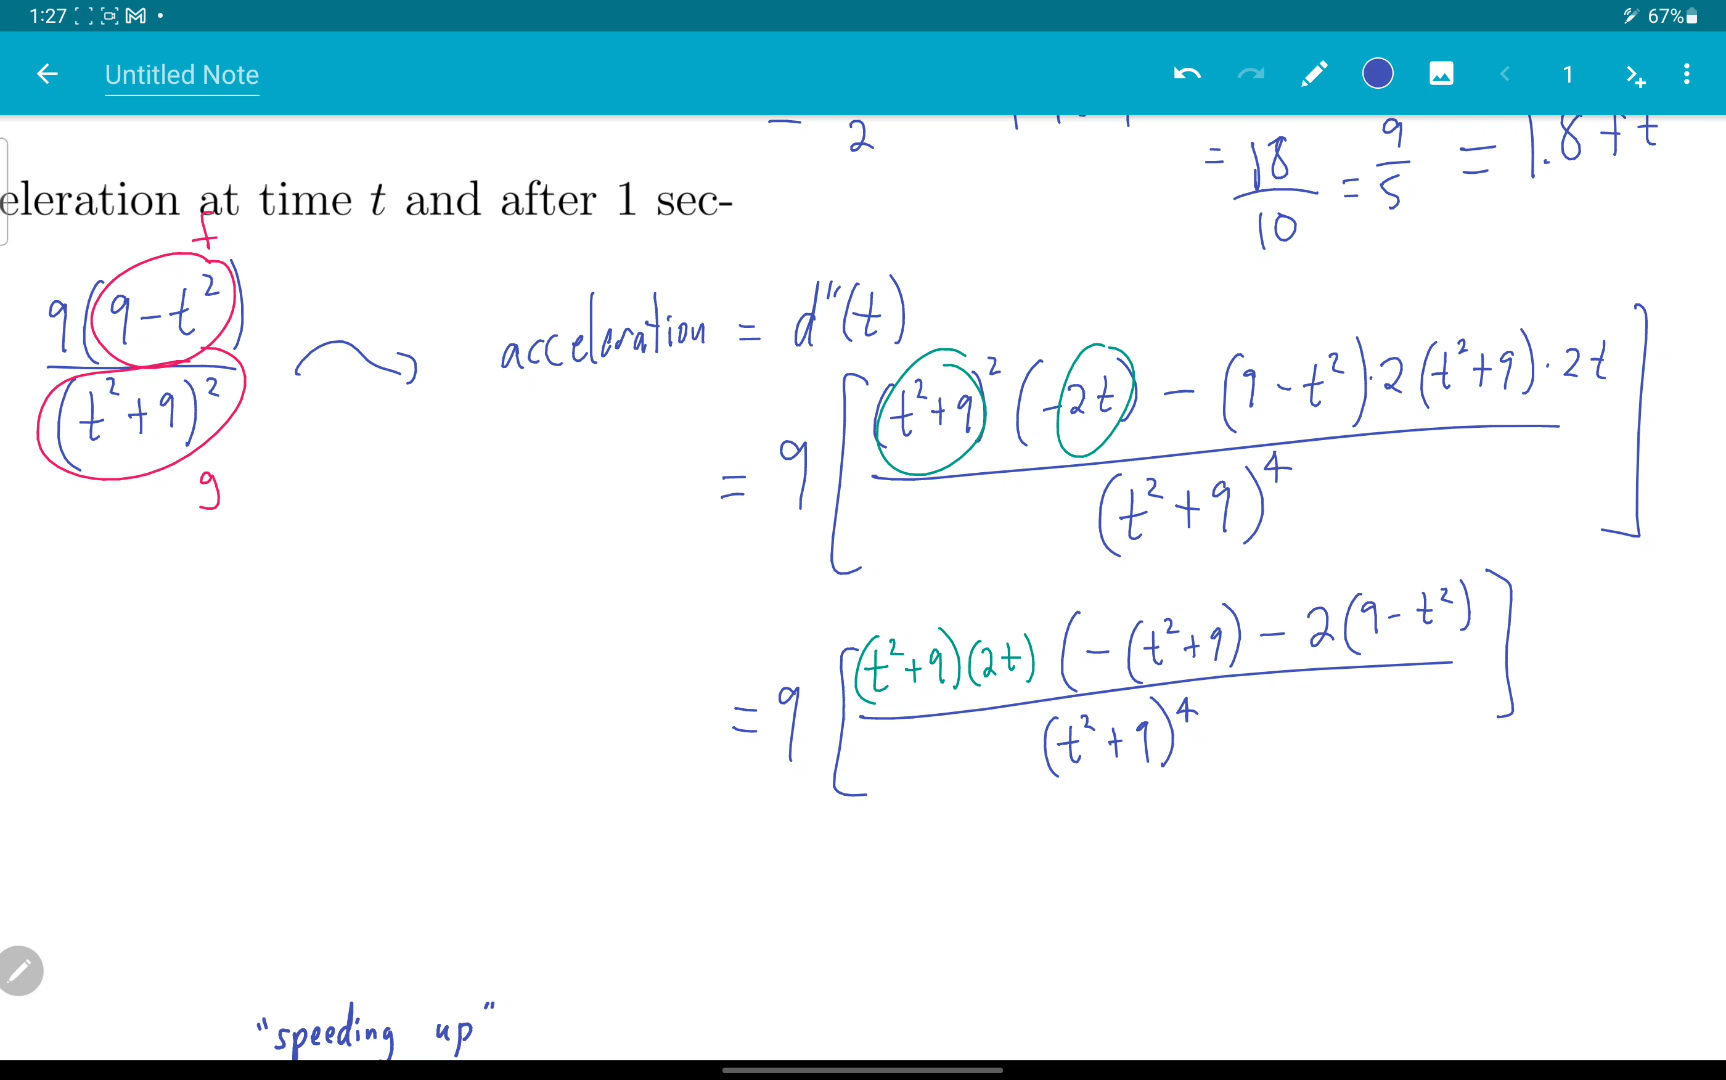 1:27
67%
Untitled Note
1
= 2
= 18/10 = 9/5 = 1.8 ft
eleration at time t and after 1 sec-
f
9(9-t²)/(t²+9)²
g
acceleration = d''(t)
= 9[((t²+9)²(-2t) - (9-t²)·2(t²+9)·2t)/(t²+9)⁴]
= 9[(t²+9)(2t)(-(t²+9) - 2(9-t²)/(t²+9)⁴]
"speeding up"